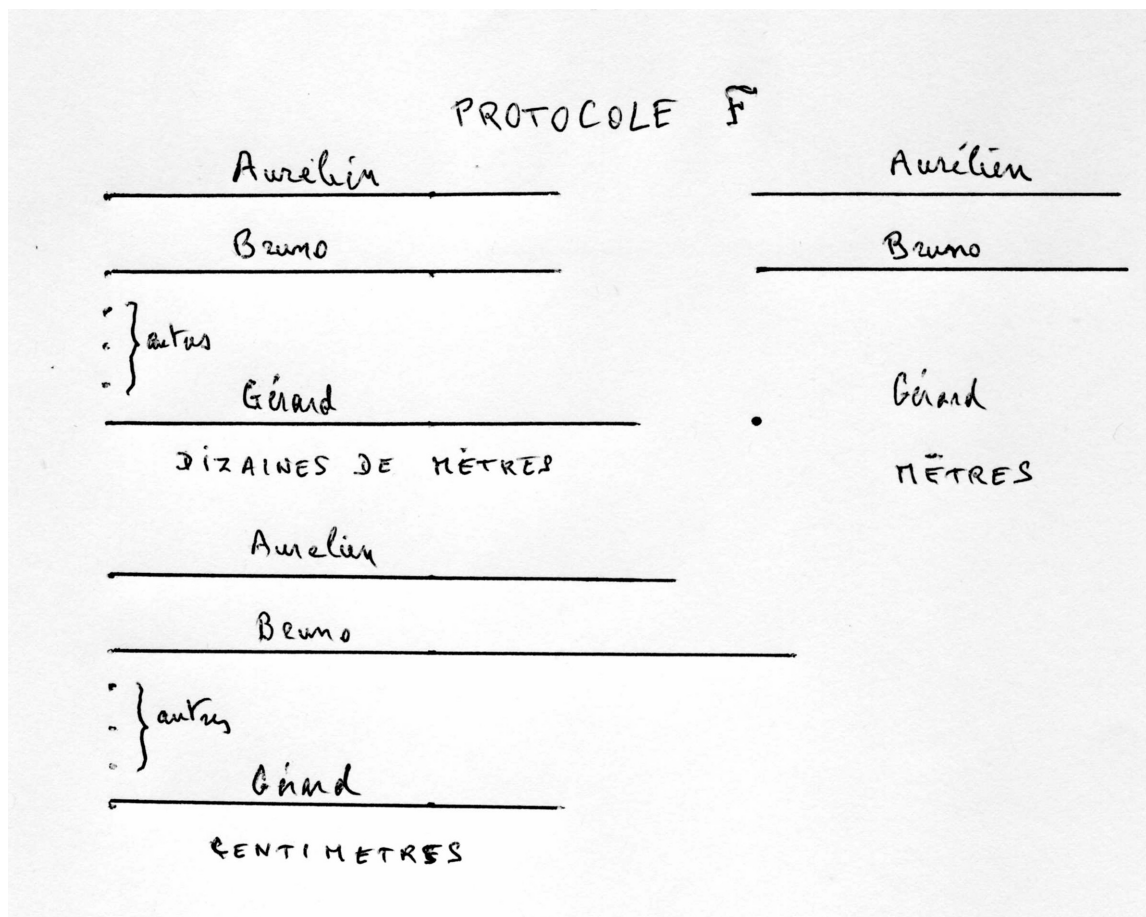 PROTOCOLE F
Aurélien
Aurélien
Bruno
Bruno
autres
Gérard
Gérard
DIZAINES DE MÈTRES
MÈTRES
Aurelien
Bruno
autres
Gérard
CENTIMETRES